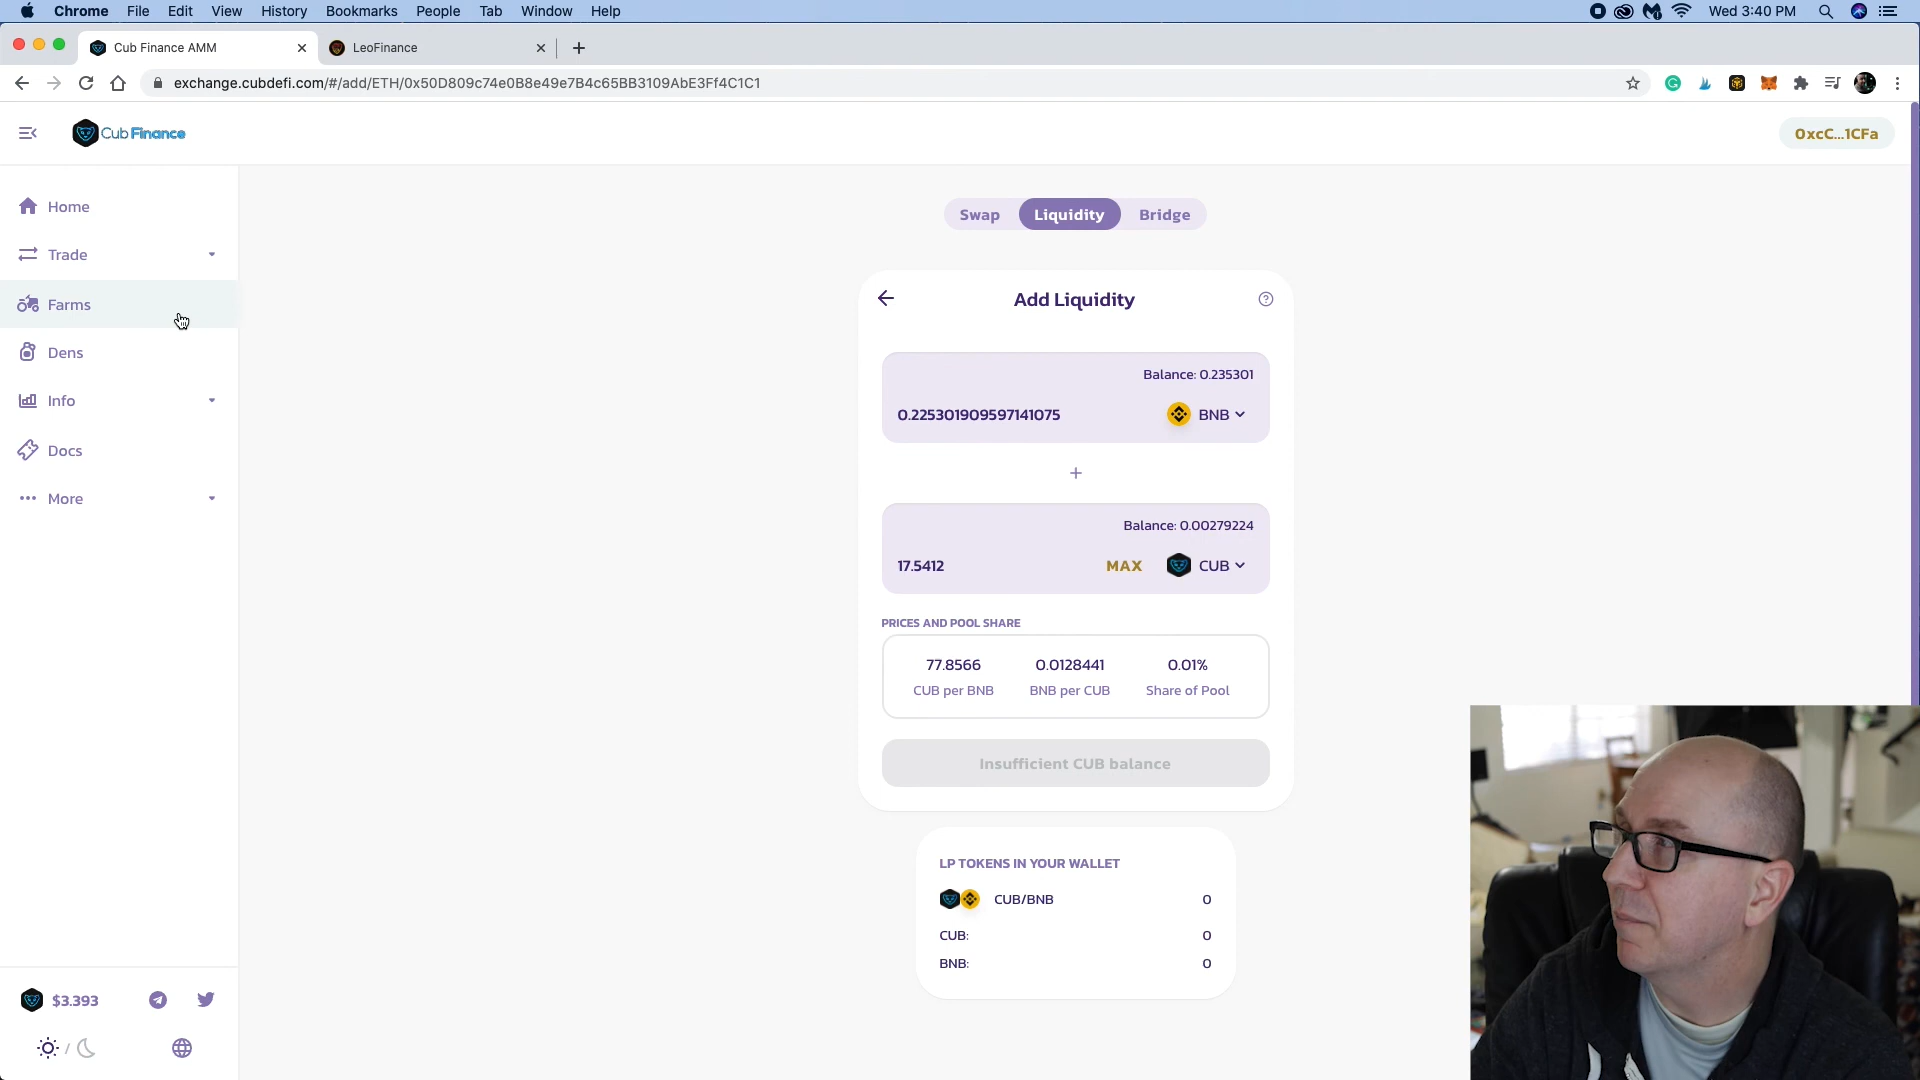 Chrome File Edit View History Bookmarks People Tab Window Help Wed 3:40 PM
Cub Finance AMM LeoFinance
exchange.cubdefi.com/#/add/ETH/0x50D809c74e0B8e49e7B4c65BB3109AbE3Ff4C1C1
CubFinance 0xcC...1CFa
Home
Trade
Farms
Dens
Info
Docs
More
$3.393
/
Swap Liquidity Bridge
Add Liquidity
Balance: 0.235301
0.225301909597141075 BNB
+
Balance: 0.00279224
17.5412 MAX CUB
PRICES AND POOL SHARE
77.8566 0.0128441 0.01%
CUB per BNB BNB per CUB Share of Pool
Insufficient CUB balance
LP TOKENS IN YOUR WALLET
CUB/BNB 0
CUB: 0
BNB: 0